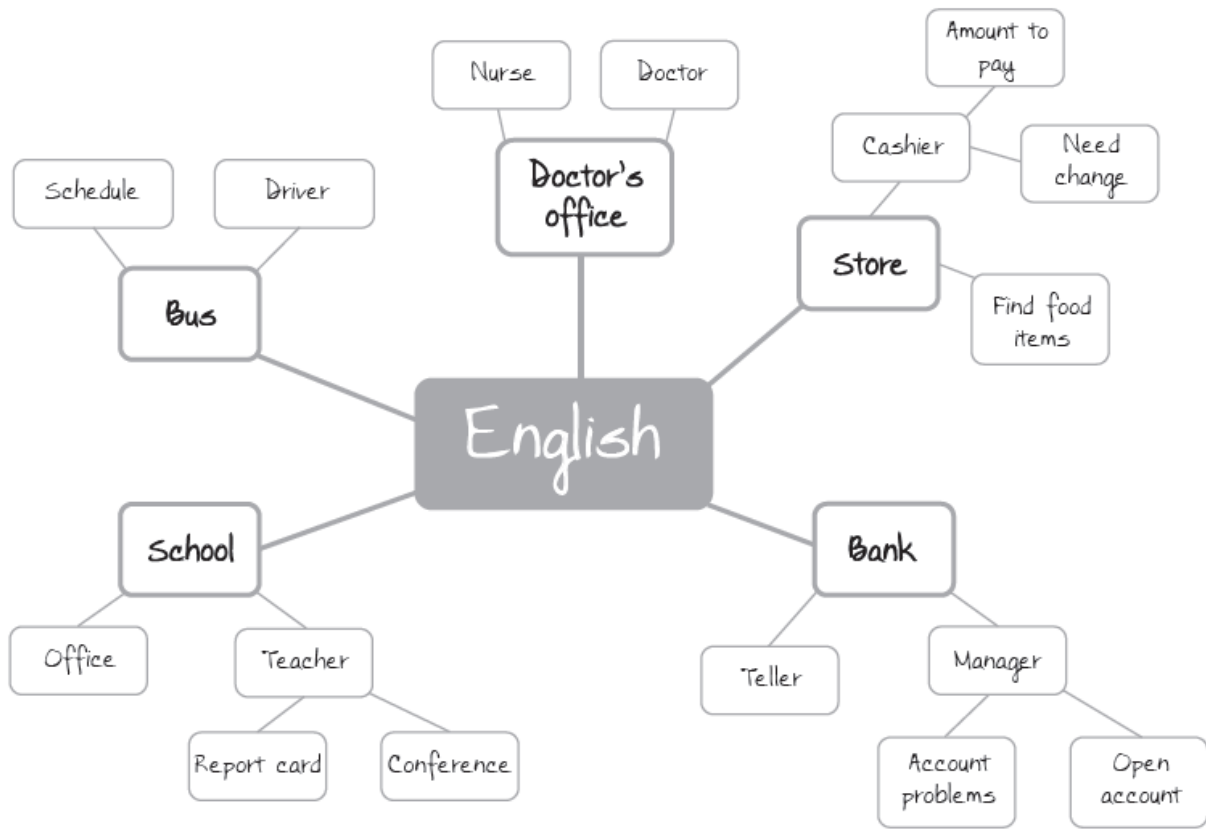 Amount to
pay
Nurse
Doctor
Cashier
Need
change
Schedule
Driver
Doctor's
office
Store
Bus
Find food
items
English
School
Bank
Office
Teacher
Teller
Manager
Report card
Conference
Account
problems
Open
account